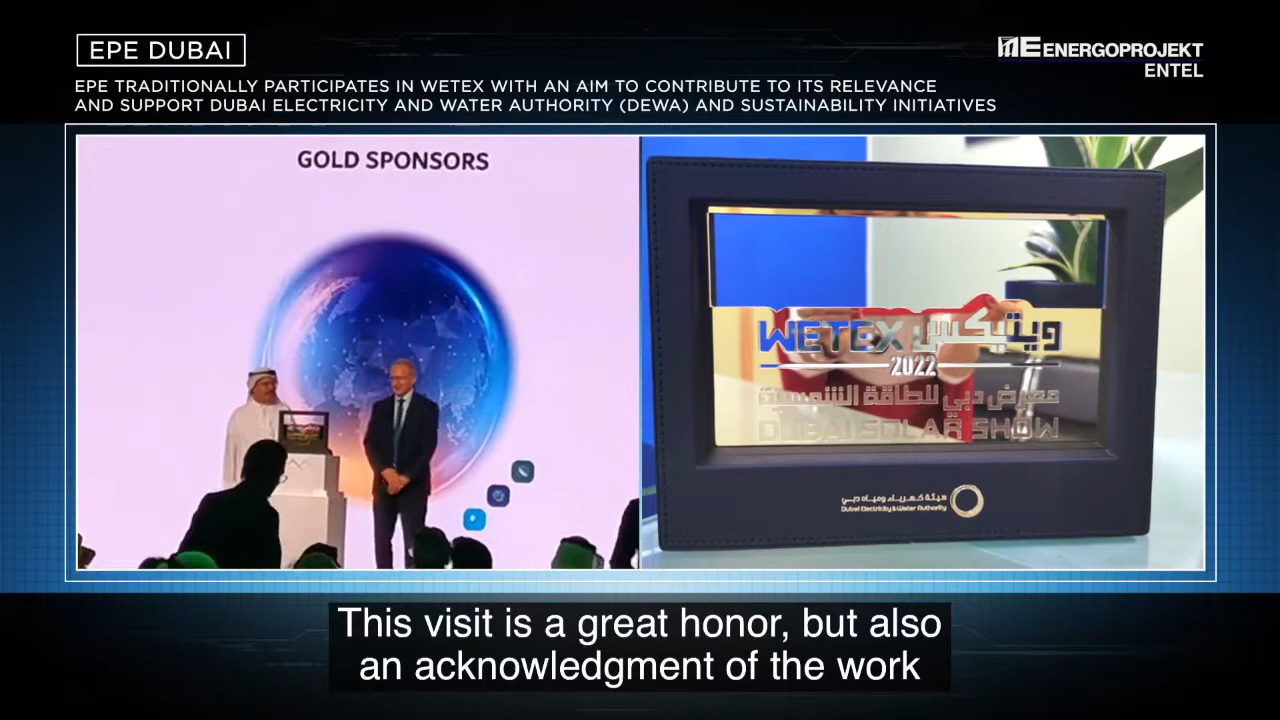 EPE DUBAI
ENERGOPROJEKT
ENTEL
EPE TRADITIONALLY PARTICIPATES IN WETEX WITH AN AIM TO CONTRIBUTE TO ITS RELEVANCE
AND SUPPORT DUBAI ELECTRICITY AND WATER AUTHORITY (DEWA) AND SUSTAINABILITY INITIATIVES
GOLD SPONSORS
WETEX ويتيكس
2022
معرض دبي للطاقة الشمسية
DUBAI SOLAR SHOW
هيئة كهرباء ومياه دبي
Dubai Electricity & Water Authority
This visit is a great honor, but also
an acknowledgment of the work